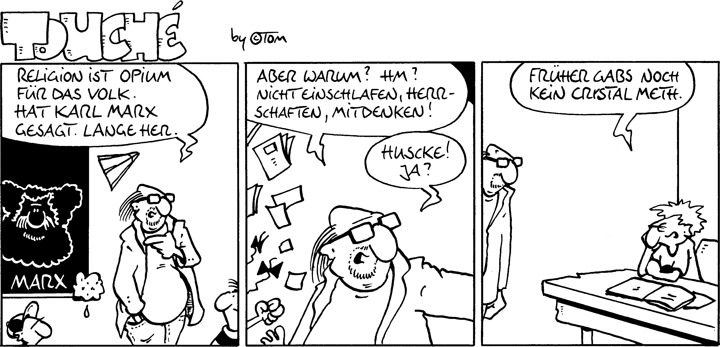 TOUCHÉ
by ©TOM
RELIGION IST OPIUM
FÜR DAS VOLK.
HAT KARL MARX
GESAGT. LANGE HER.
MARX
ABER WARUM? HM?
NICHT EINSCHLAFEN, HERR-
SCHAFTEN, MITDENKEN!
HUSCKE!
JA?
FRÜHER GABS NOCH
KEIN CRISTAL METH.